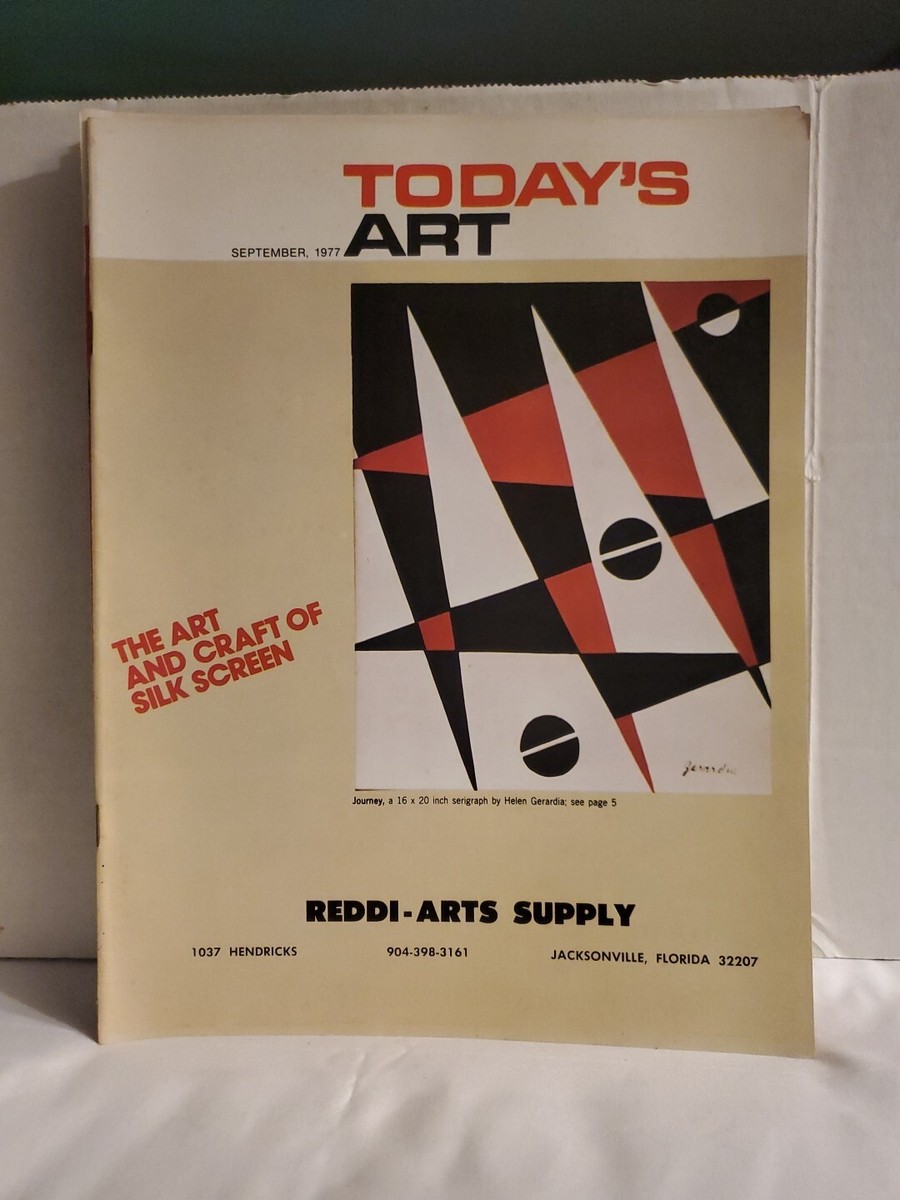 TODAY'S
SEPTEMBER, 1977 ART
THE ART
AND CRAFT OF
SILK SCREEN
Gerardia
Journey, a 16 x 20 inch serigraph by Helen Gerardia; see page 5
REDDI-ARTS SUPPLY
1037 HENDRICKS 904-398-3161 JACKSONVILLE, FLORIDA 32207